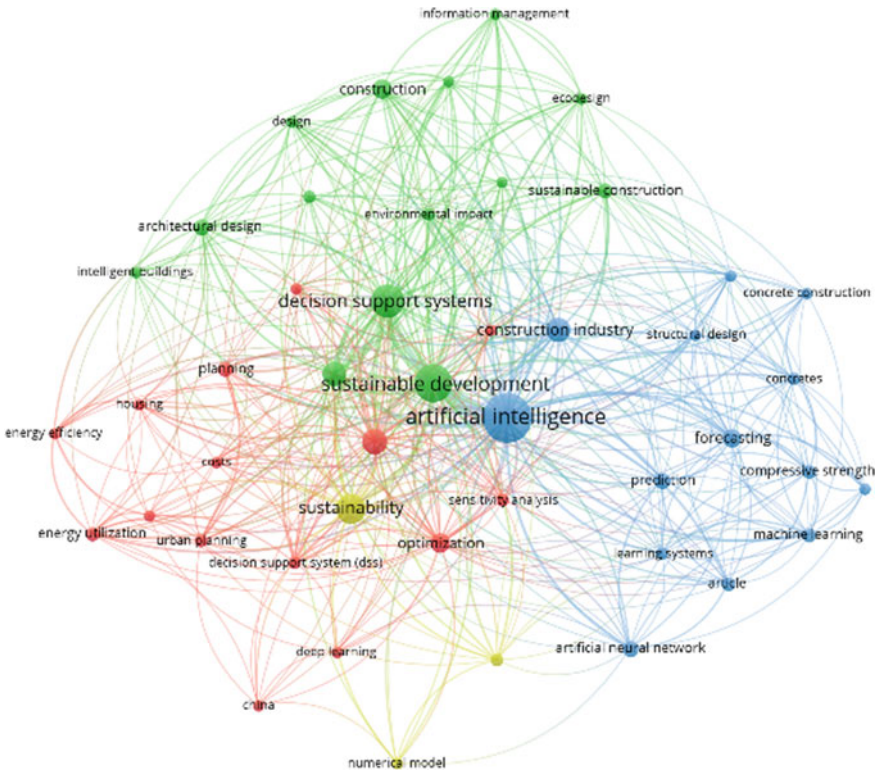 information management
construction
ecodesign
design
sustainable construction
environmental impact
architectural design
intelligent buildings
concrete construction
decision support systems
construction industry
structural design
planning
sustainable development
concretes
housing
artificial intelligence
energy efficiency
forecasting
costs
compressive strength
prediction
sensitivity analysis
sustainability
energy utilization
urban planning
optimization
machine learning
learning systems
decision support system (dss)
article
deep learning
artificial neural network
china
numerical model